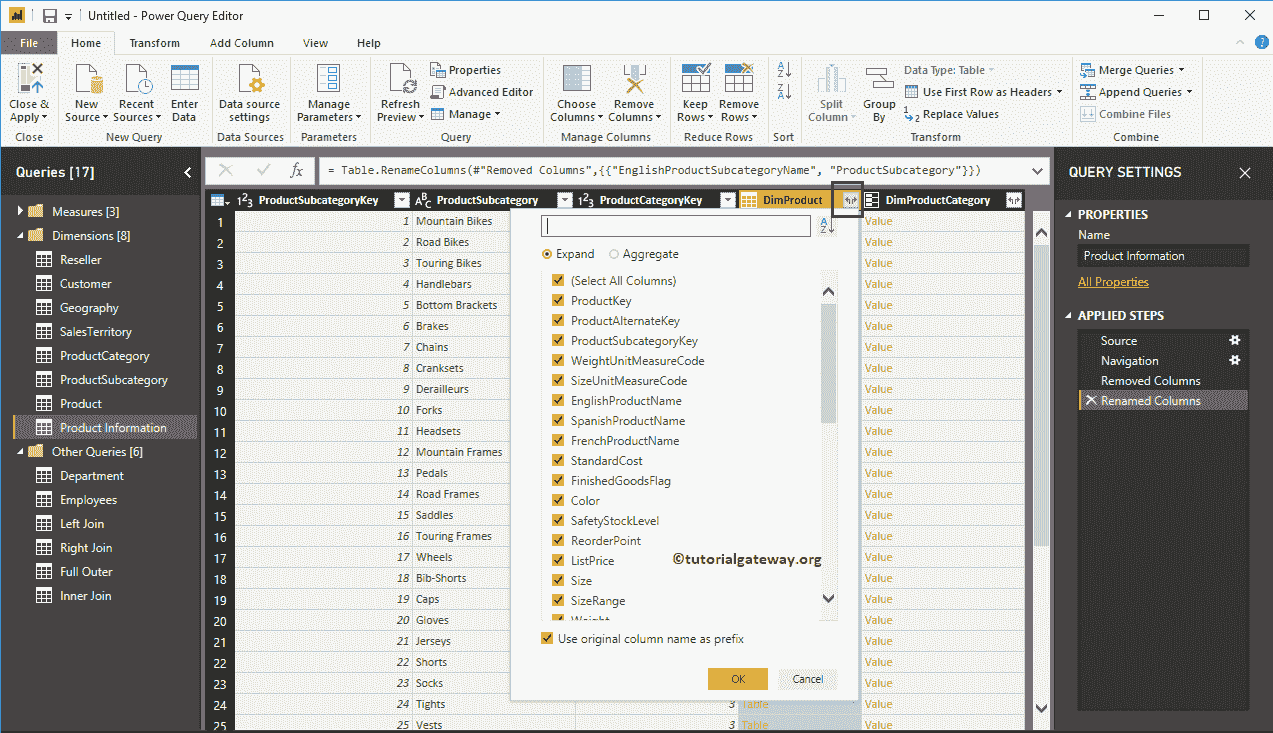 Untitled - Power Query Editor
File Home Transform Add Column View Help
Close & Apply
New Source
Recent Sources
Enter Data
Data source settings
Manage Parameters
Refresh Preview
Properties
Advanced Editor
Manage
Choose Columns
Remove Columns
Keep Rows
Remove Rows
Split Column
Group By
Data Type: Table
Use First Row as Headers
Replace Values
Merge Queries
Append Queries
Combine Files
Close New Query Data Sources Parameters Query Manage Columns Reduce Rows Sort Transform Combine
Queries [17]
Measures [3]
Dimensions [8]
Reseller
Customer
Geography
SalesTerritory
ProductCategory
ProductSubcategory
Product
Product Information
Other Queries [6]
Department
Employees
Left Join
Right Join
Full Outer
Inner Join
fx = Table.RenameColumns(#"Removed Columns",{{"EnglishProductSubcategoryName", "ProductSubcategory"}})
1²3 ProductSubcategoryKey ABC ProductSubcategory 1²3 ProductCategoryKey DimProduct DimProductCategory
1 1 Mountain Bikes Value
2 2 Road Bikes Value
3 3 Touring Bikes Value
4 4 Handlebars Value
5 5 Bottom Brackets Value
6 6 Brakes Value
7 7 Chains Value
8 8 Cranksets Value
9 9 Derailleurs Value
10 10 Forks Value
11 11 Headsets Value
12 12 Mountain Frames Value
13 13 Pedals Value
14 14 Road Frames Value
15 15 Saddles Value
16 16 Touring Frames Value
17 17 Wheels Value
18 18 Bib-Shorts Value
19 19 Caps Value
20 20 Gloves Value
21 21 Jerseys Value
22 22 Shorts Value
23 23 Socks Value
24 24 Tights 3 Table Value
25 25 Vests 3 Table Value
Expand Aggregate
(Select All Columns)
ProductKey
ProductAlternateKey
ProductSubcategoryKey
WeightUnitMeasureCode
SizeUnitMeasureCode
EnglishProductName
SpanishProductName
FrenchProductName
StandardCost
FinishedGoodsFlag
Color
SafetyStockLevel
ReorderPoint
ListPrice
Size
SizeRange
Weight
©tutorialgateway.org
Use original column name as prefix
OK Cancel
QUERY SETTINGS
PROPERTIES
Name
Product Information
All Properties
APPLIED STEPS
Source
Navigation
Removed Columns
Renamed Columns